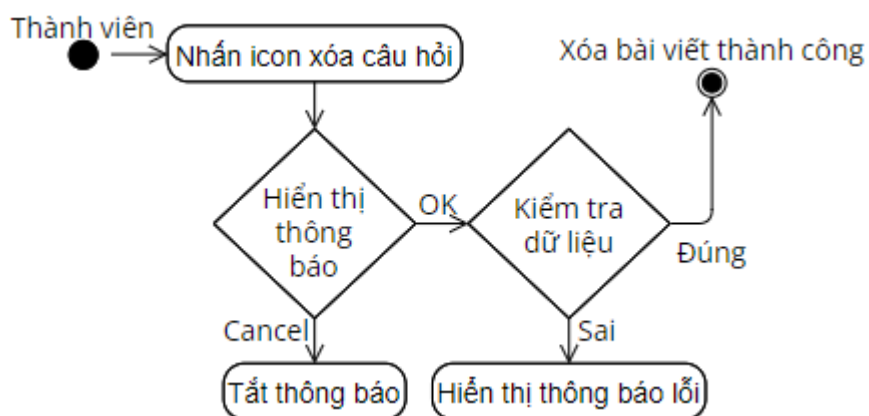 Thành viên
Nhấn icon xóa câu hỏi
Xóa bài viết thành công
Hiển thị
thông
báo
OK
Kiểm tra
dữ liệu
Đúng
Cancel
Sai
Tắt thông báo
Hiển thị thông báo lỗi